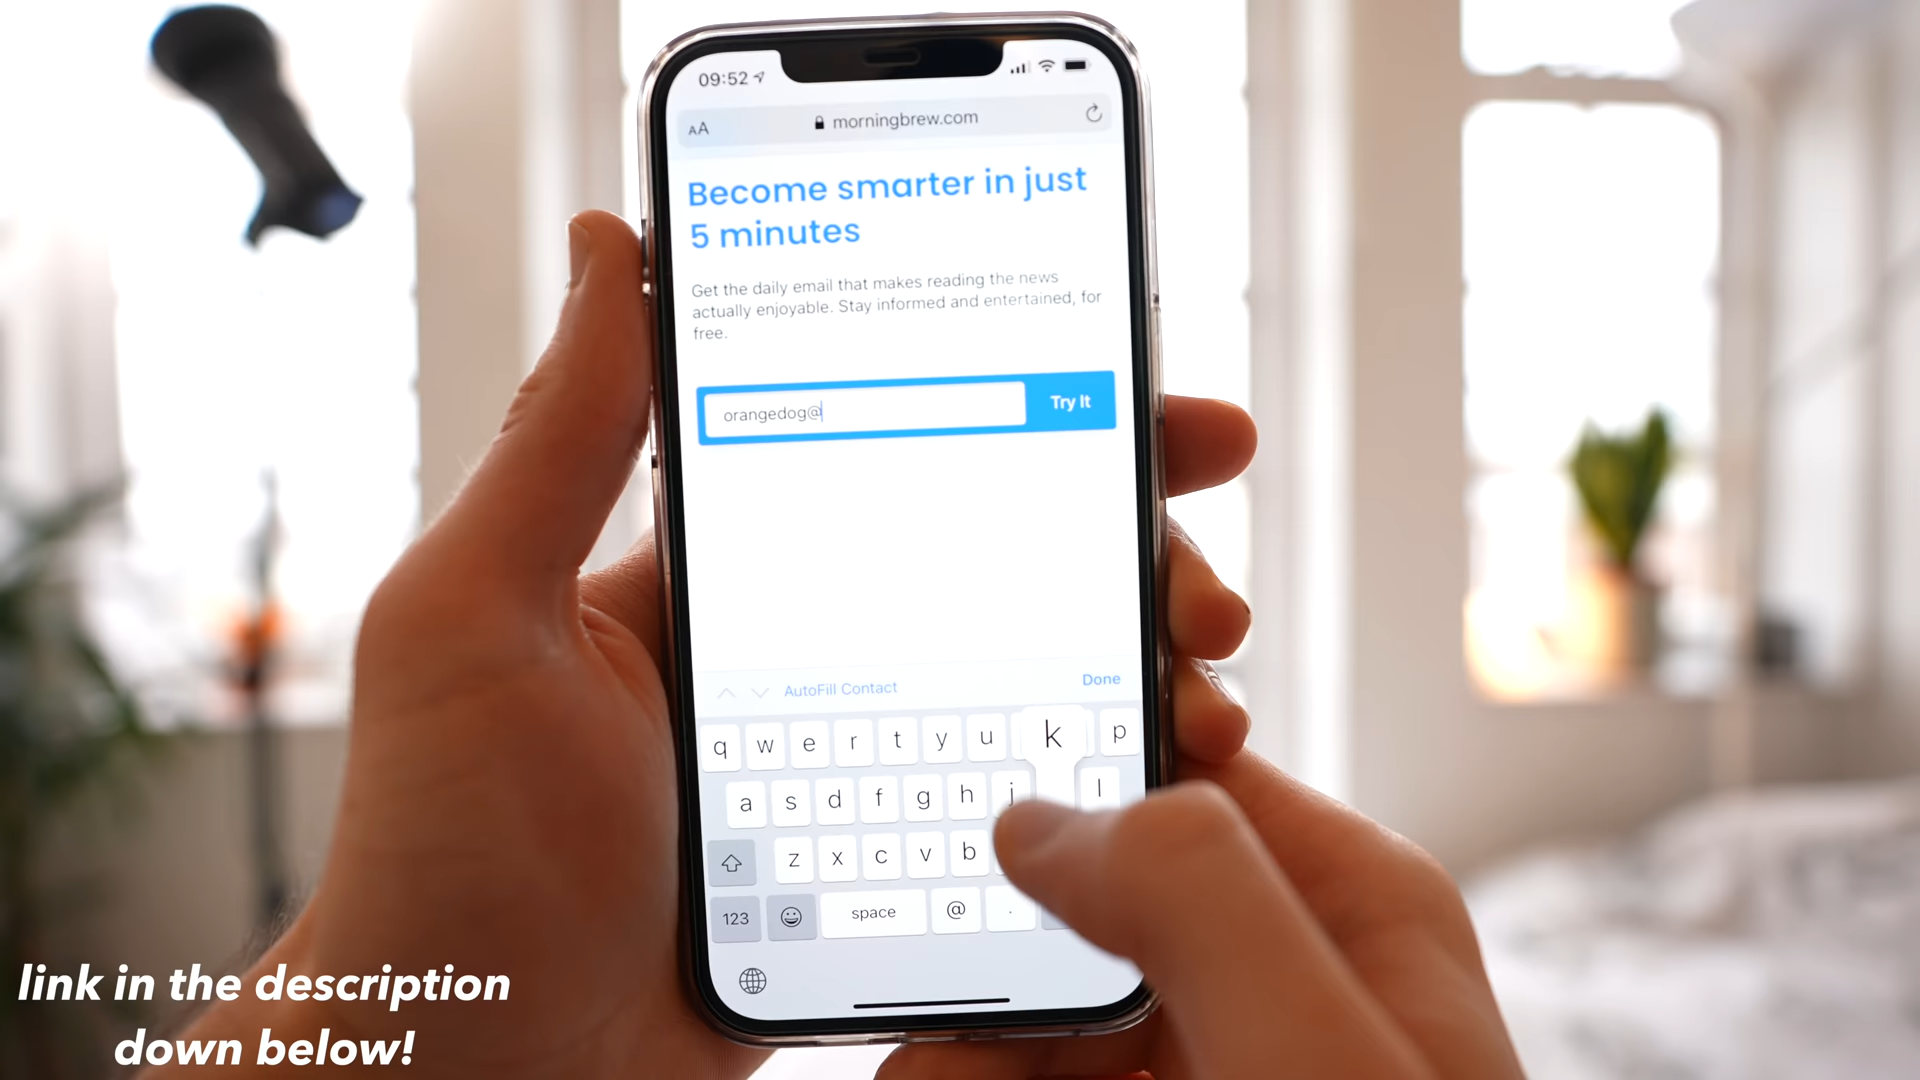 09:52
AA morningbrew.com
Become smarter in just
5 minutes
Get the daily email that makes reading the news
actually enjoyable. Stay informed and entertained, for
free.
orangedog@ Try It
AutoFill Contact Done
q w e r t y u k p
a s d f g h j l
z x c v b
123 space @ .
link in the description
down below!